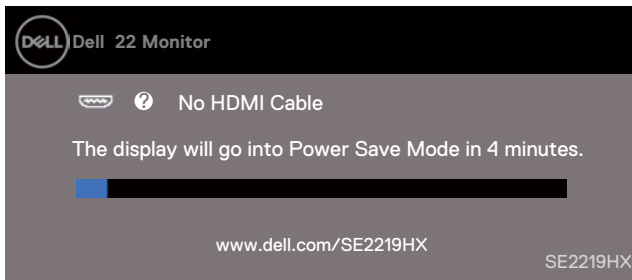 DELL Dell 22 Monitor
? No HDMI Cable
The display will go into Power Save Mode in 4 minutes.
www.dell.com/SE2219HX
SE2219HX